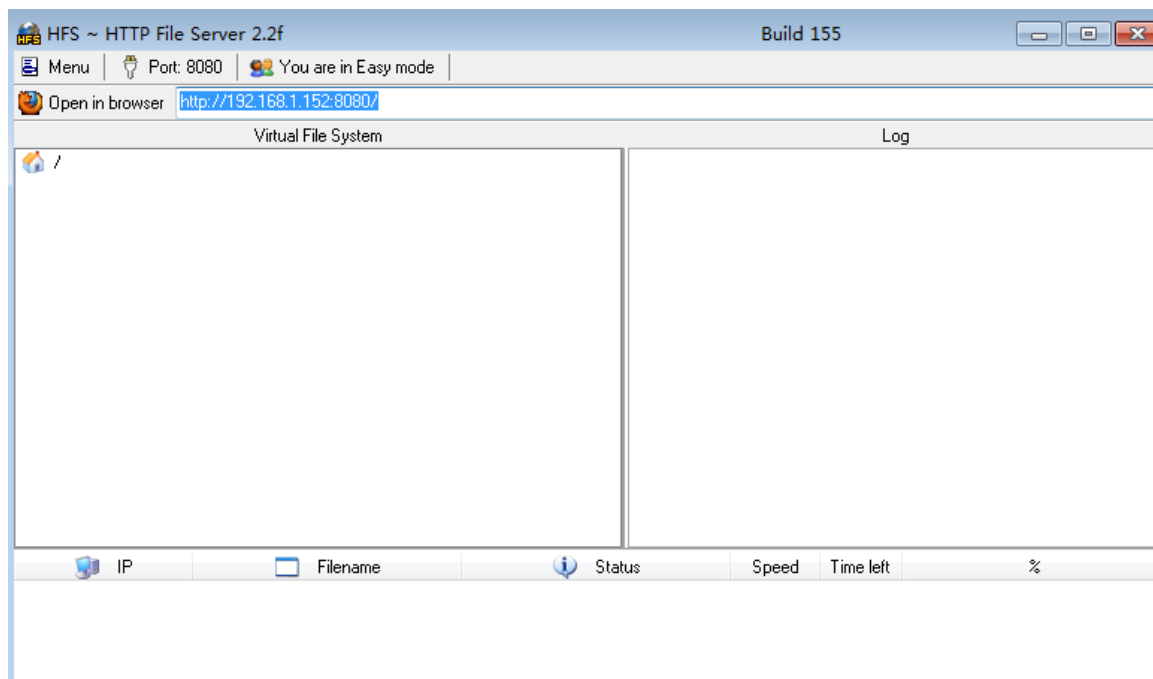 HFS ~ HTTP File Server 2.2f Build 155
Menu Port: 8080 You are in Easy mode
Open in browser http://192.168.1.152:8080/
Virtual File System Log
/
IP Filename Status Speed Time left %